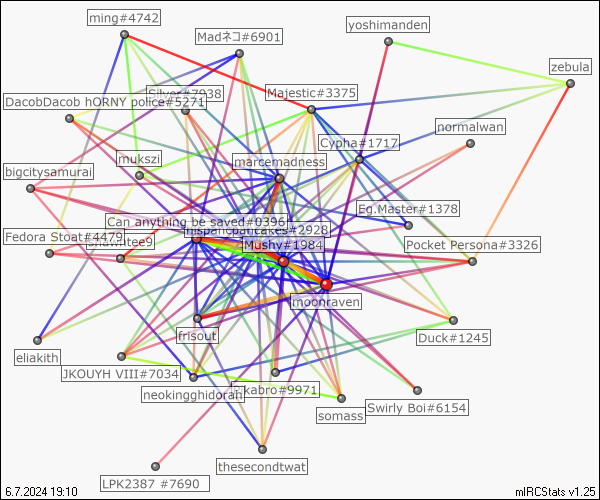 ming#4742
yoshimanden
Madネコ#6901
zebula
Silver#7938
Majestic#3375
DacobDacob hORNY police#5271
normalwan
Cypha#1717
mukszi
marcemadness
bigcitysamurai
Eg.Master#1378
Can anything be saved#0396
#2928
Fedora Stoat#4479
Mushy#1984
Pocket Persona#3326
moonraven
frisout
Duck#1245
eliakith
JKOUYH VIII#7034
neokingghidorah
kabro#9971
Swirly Boi#6154
somass
thesecondtwat
LPK2387 #7690
6.7.2024 19:10
mIRCStats v1.25